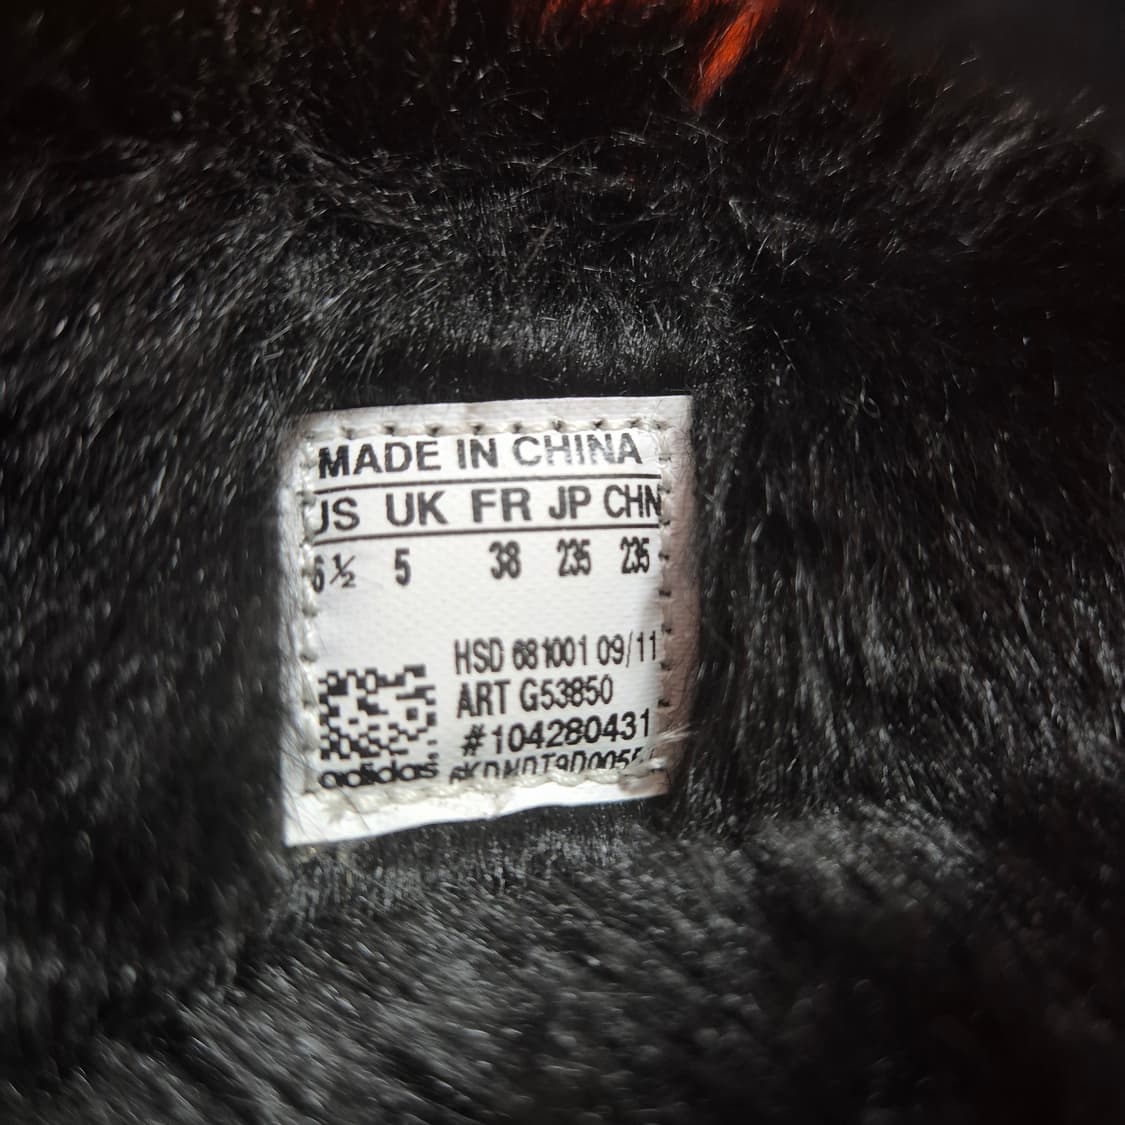 MADE IN CHINA
US UK FR JP CHN
6½ 5 38 235 235
HSD 681001 09/11
ART G53850
#104280431
adidas